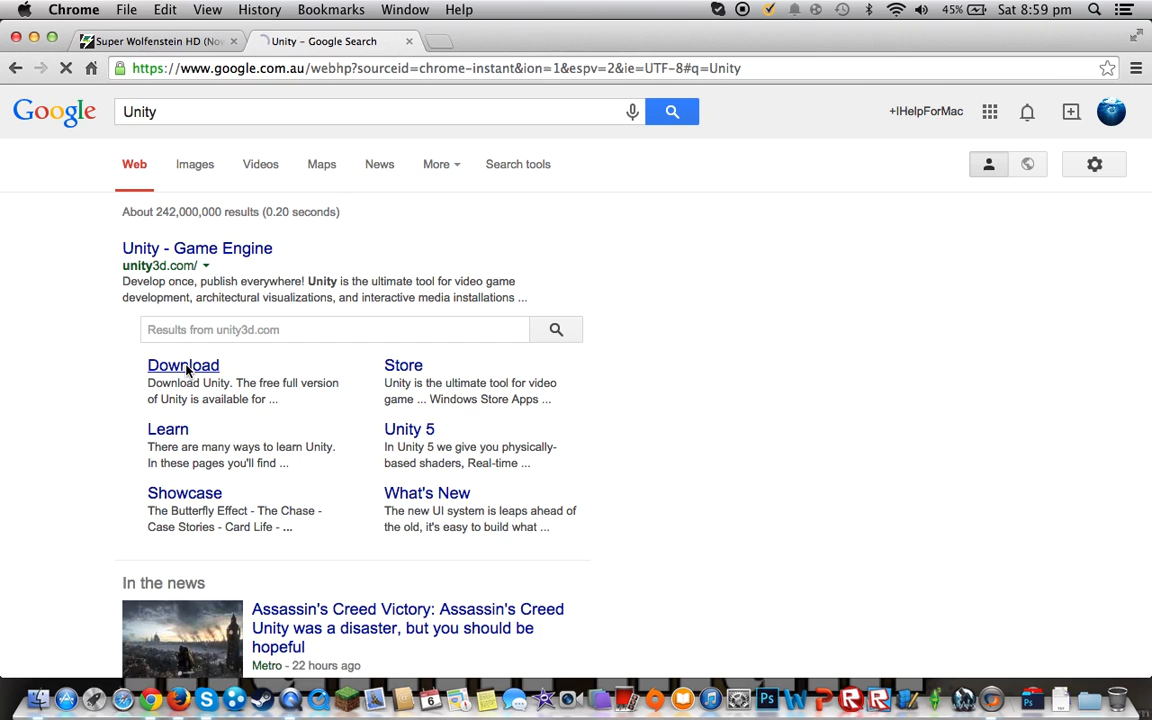 Chrome File Edit View History Bookmarks Window Help 45% Sat 8:59 pm
Super Wolfenstein HD (Nov Unity - Google Search
https://www.google.com.au/webhp?sourceid=chrome-instant&ion=1&espv=2&ie=UTF-8#q=Unity
Google Unity +IHelpForMac
Web Images Videos Maps News More Search tools
About 242,000,000 results (0.20 seconds)
Unity - Game Engine
unity3d.com/
Develop once, publish everywhere! Unity is the ultimate tool for video game
development, architectural visualizations, and interactive media installations ...
Results from unity3d.com
Download
Download Unity. The free full version
of Unity is available for ...
Store
Unity is the ultimate tool for video
game ... Windows Store Apps ...
Learn
There are many ways to learn Unity.
In these pages you'll find ...
Unity 5
In Unity 5 we give you physically-
based shaders, Real-time ...
Showcase
The Butterfly Effect - The Chase -
Case Stories - Card Life - ...
What's New
The new UI system is leaps ahead of
the old, it's easy to build what ...
In the news
Assassin's Creed Victory: Assassin's Creed
Unity was a disaster, but you should be
hopeful
Metro - 22 hours ago